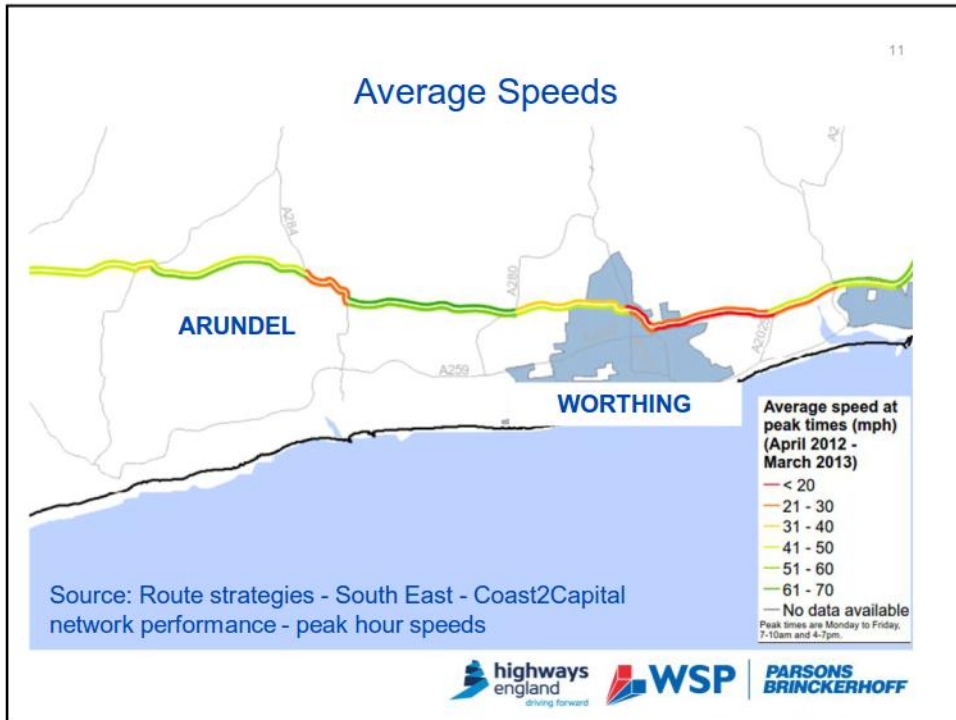 11
Average Speeds
A284
A280
A2
ARUNDEL
A259
A2025
WORTHING
Average speed at
peak times (mph)
(April 2012 -
March 2013)
< 20
21 - 30
31 - 40
41 - 50
51 - 60
61 - 70
No data available
Peak times are Monday to Friday,
7-10am and 4-7pm.
Source: Route strategies - South East - Coast2Capital
network performance - peak hour speeds
highways
england
driving forward
WSP
PARSONS
BRINCKERHOFF